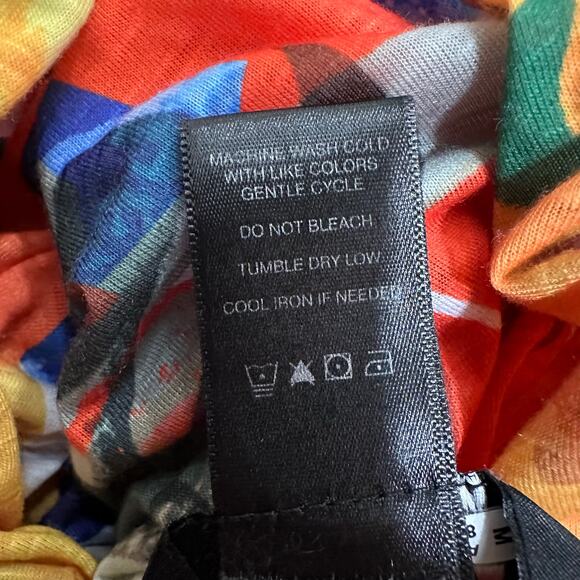 MACHINE WASH COLD
WITH LIKE COLORS
GENTLE CYCLE
DO NOT BLEACH
TUMBLE DRY LOW
COOL IRON IF NEEDED
M